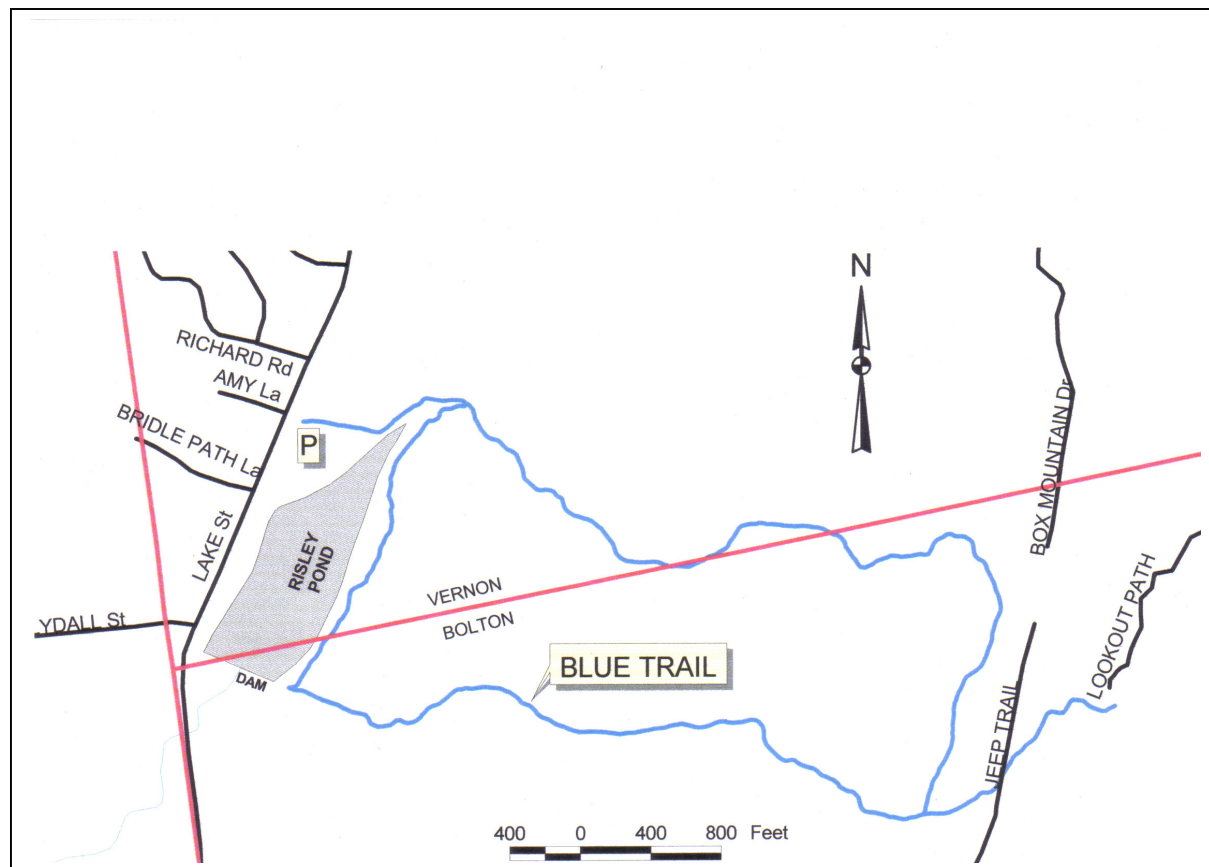 N
RICHARD Rd
AMY La
BRIDLE PATH La
P
LAKE St
RISLEY
POND
BOX MOUNTAIN Dr
VERNON
BOLTON
YDALL St
LOOKOUT PATH
BLUE TRAIL
DAM
JEEP TRAIL
400 0 400 800 Feet